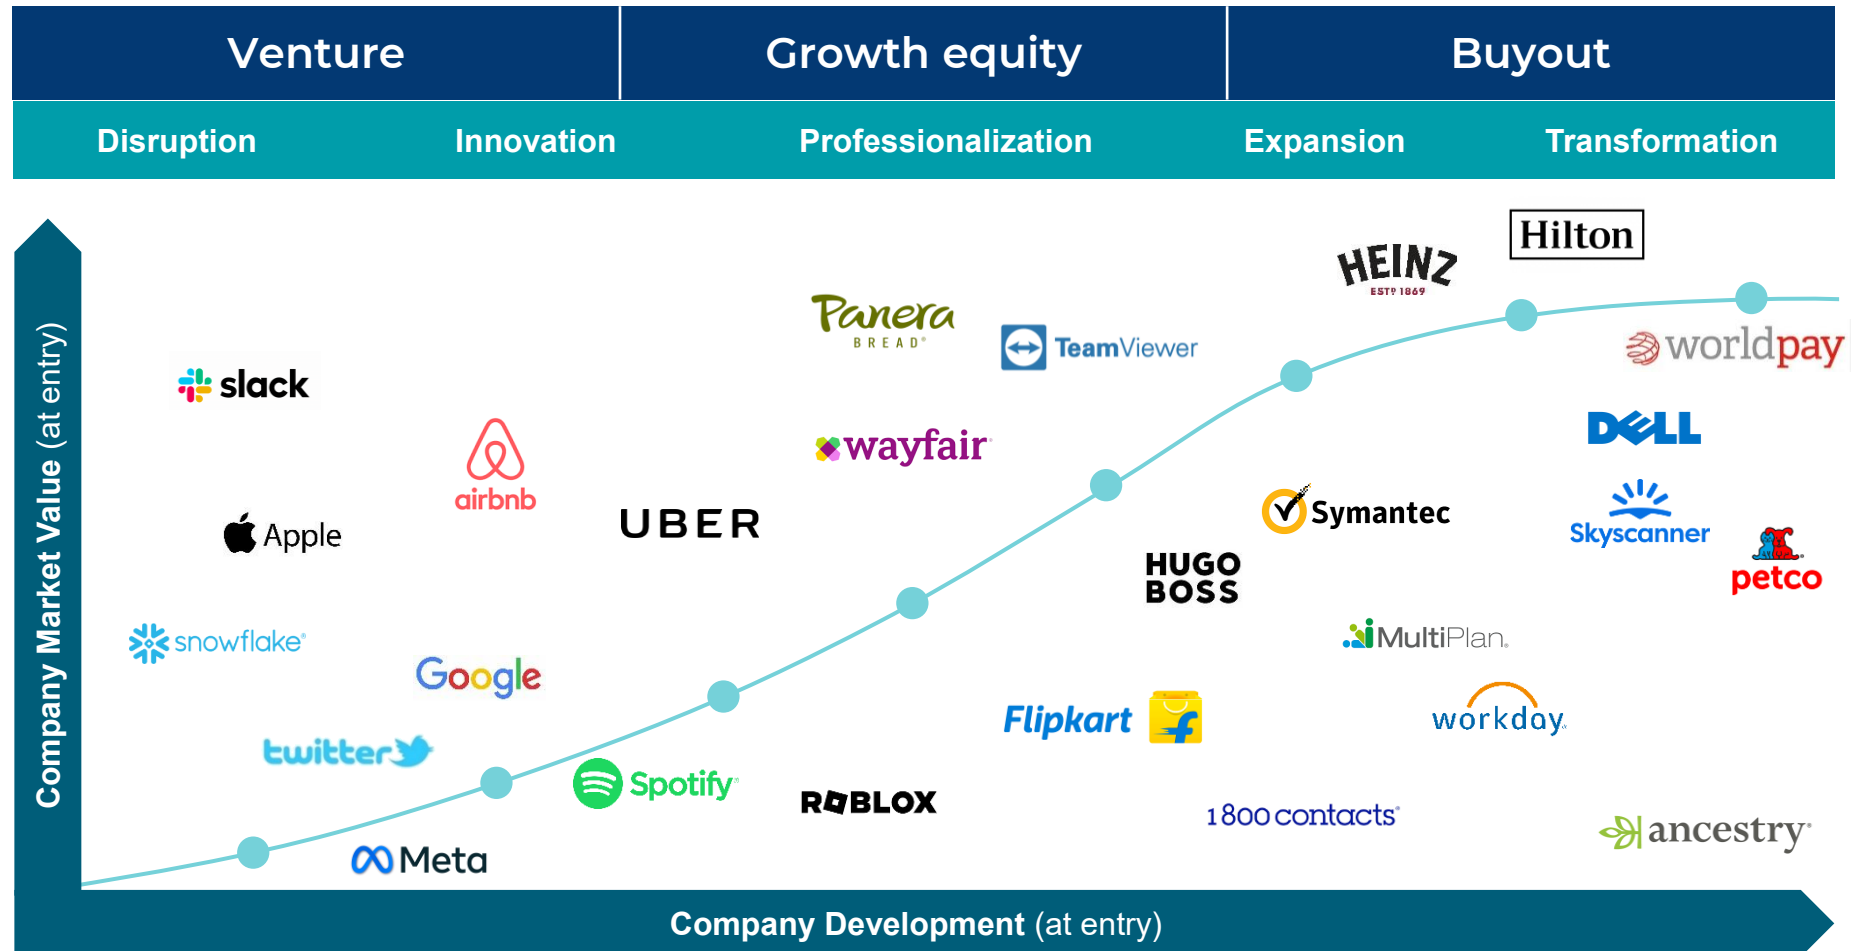 Venture
Growth equity
Buyout
Disruption
Innovation
Professionalization
Expansion
Transformation
Company Market Value (at entry)
Hilton
HEINZ
ESTD 1869
Panera
BREAD®
TeamViewer
worldpay
slack
DELL
airbnb
wayfair
Apple
UBER
Symantec
Skyscanner
HUGO
BOSS
petco
snowflake®
Google
MultiPlan®
Flipkart
workday
twitter
Spotify
ROBLOX
1800 contacts®
ancestry®
Meta
Company Development (at entry)